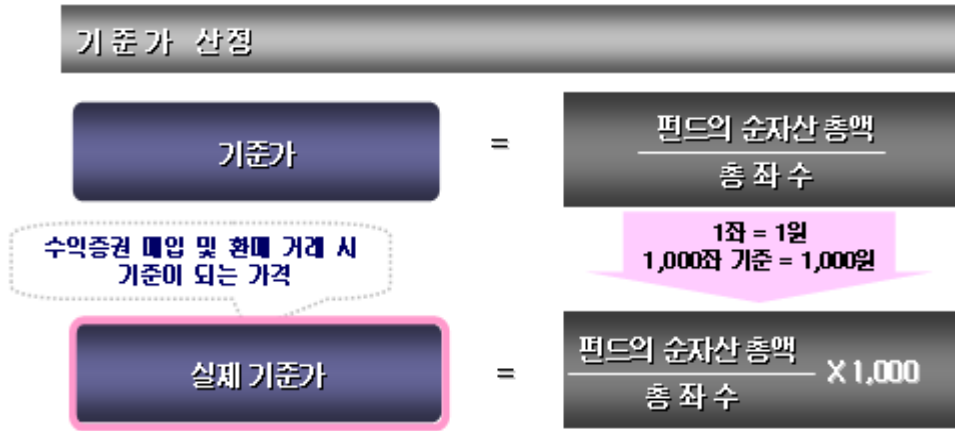 기준가 산정
기준가
=
펀드의 순자산 총액
총 좌 수
수익증권 매입 및 환매 거래 시
기준이 되는 가격
1좌 = 1원
1,000좌 기준 = 1,000원
실제 기준가
=
펀드의 순자산 총액
총 좌 수
X 1,000